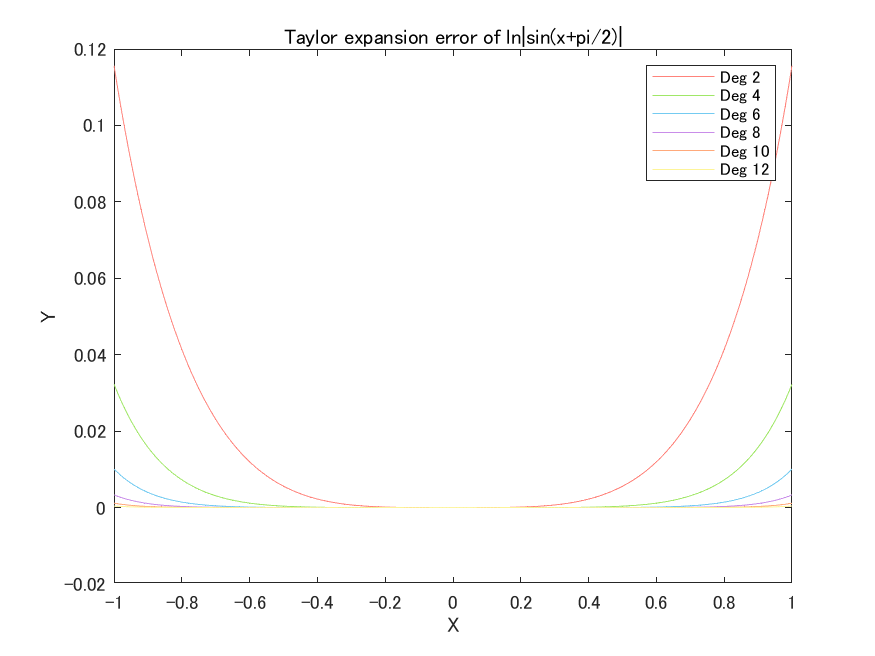 Taylor expansion error of ln|sin(x+pi/2)|
0.12
0.1
0.08
0.06
0.04
0.02
0
-0.02
Y
Deg 2
Deg 4
Deg 6
Deg 8
Deg 10
Deg 12
-1 -0.8 -0.6 -0.4 -0.2 0 0.2 0.4 0.6 0.8 1
X